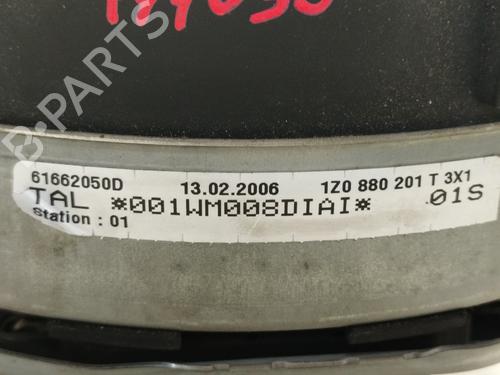 61662050D 13.02.2006 1Z0 880 201 T 3X1
TAL *001WM008DIAI* .01S
Station : 01
B-PARTS